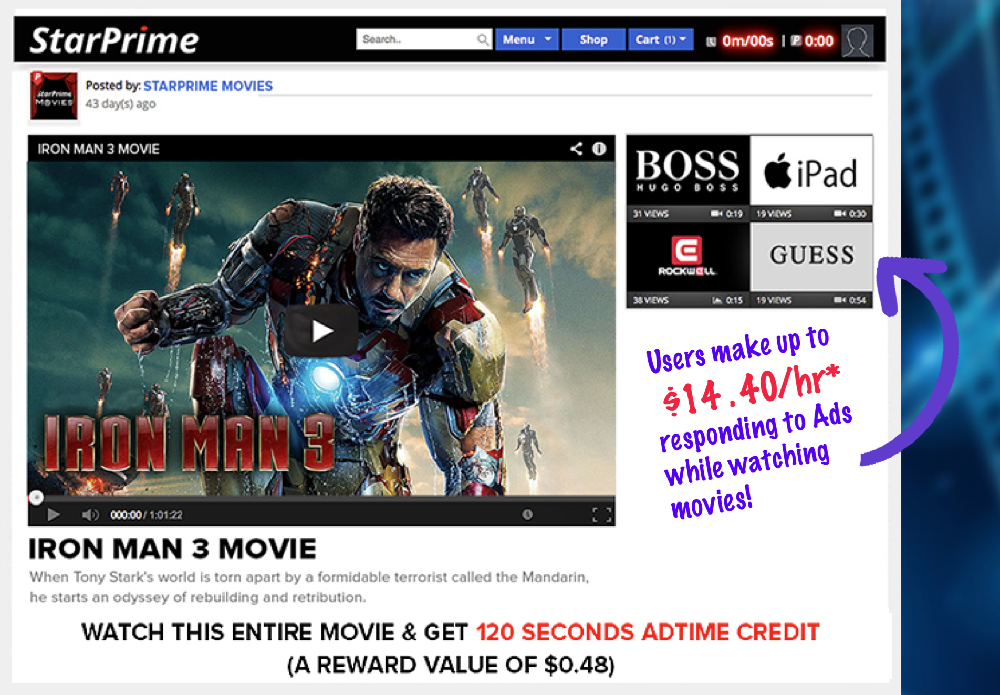 StarPrime
Search..
Menu
Shop
Cart (1)
0m/00s | P 0:00
P
StarPrime
MOVIES
Posted by: STARPRIME MOVIES
43 day(s) ago
IRON MAN 3 MOVIE
IRON MAN 3
000:00 / 1:01:22
BOSS
HUGO BOSS
31 VIEWS 0:19
iPad
19 VIEWS 0:30
ROCKWELL
38 VIEWS 0:15
GUESS
19 VIEWS 0:54
Users make up to
$14.40/hr*
responding to Ads
while watching
movies!
IRON MAN 3 MOVIE
When Tony Stark's world is torn apart by a formidable terrorist called the Mandarin,
he starts an odyssey of rebuilding and retribution.
WATCH THIS ENTIRE MOVIE & GET 120 SECONDS ADTIME CREDIT
(A REWARD VALUE OF $0.48)